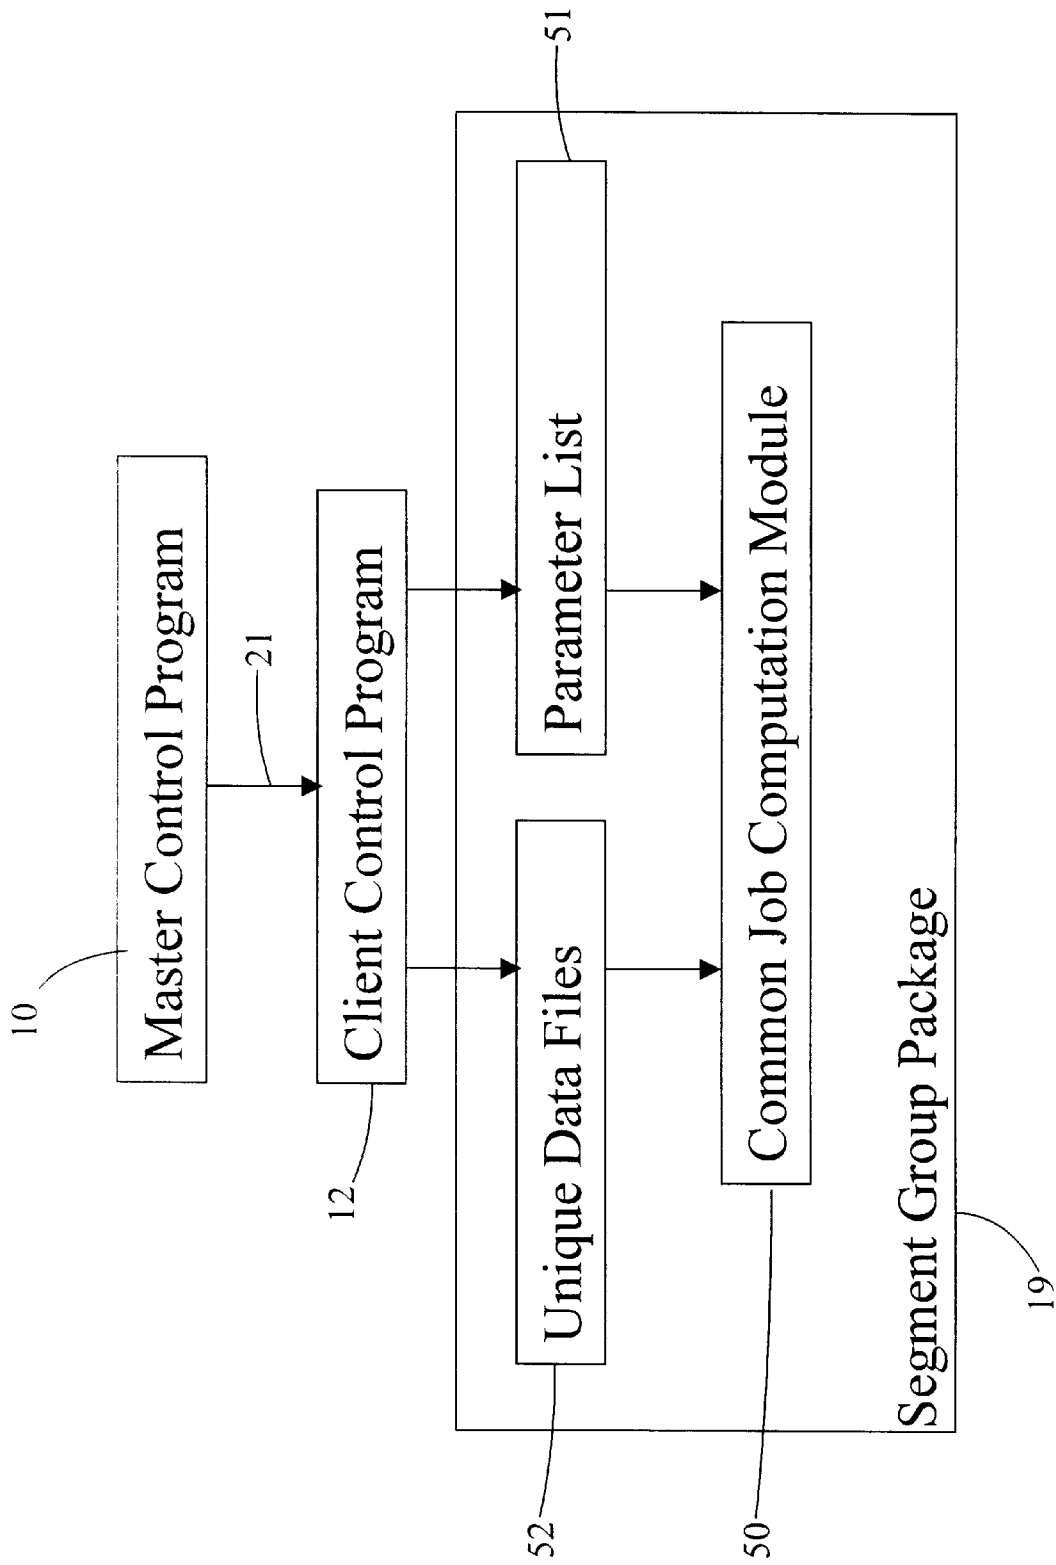 10
Master Control Program
21
12
Client Control Program
52
Unique Data Files
Parameter List
51
50
Common Job Computation Module
Segment Group Package
19